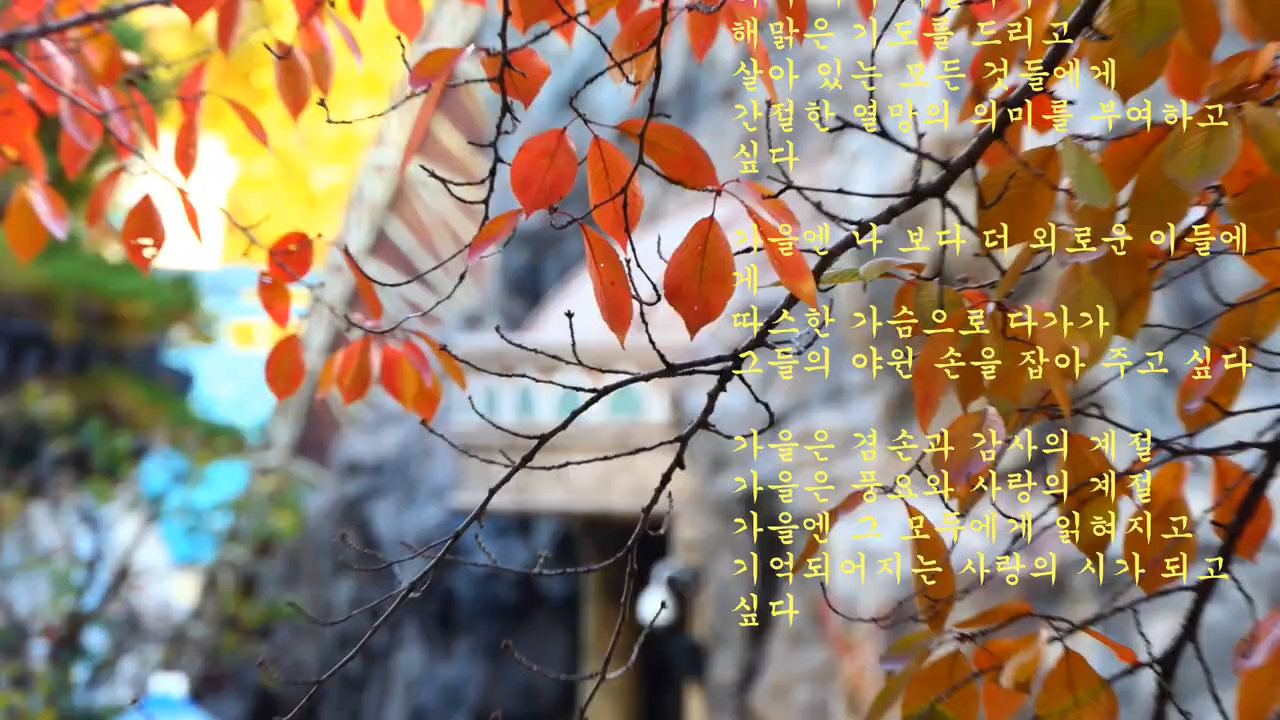 해맑은 기도를 드리고
살아 있는 모든 것들에게
간절한 열망의 의미를 부여하고
싶다
가을엔 나 보다 더 외로운 이들에
게
따스한 가슴으로 다가가
그들의 야윈 손을 잡아 주고 싶다
가을은 겸손과 감사의 계절
가을은 풍요와 사랑의 계절
가을엔 그 모두에게 읽혀지고
기억되어지는 사랑의 시가 되고
싶다